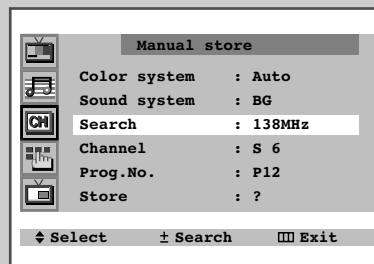 Manual store
Color system : Auto
Sound system : BG
CH
Search : 138MHz
Channel : S 6
Prog.No. : P12
Store : ?
Select ± Search Exit